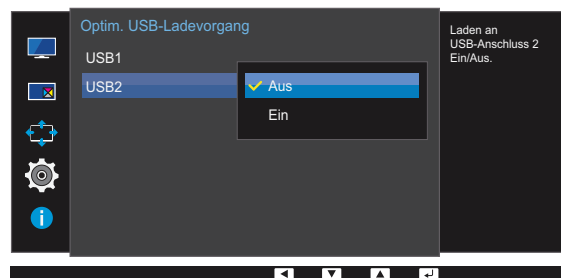 Optim. USB-Ladevorgang
USB1
USB2
Aus
Ein
Laden an
USB-Anschluss 2
Ein/Aus.